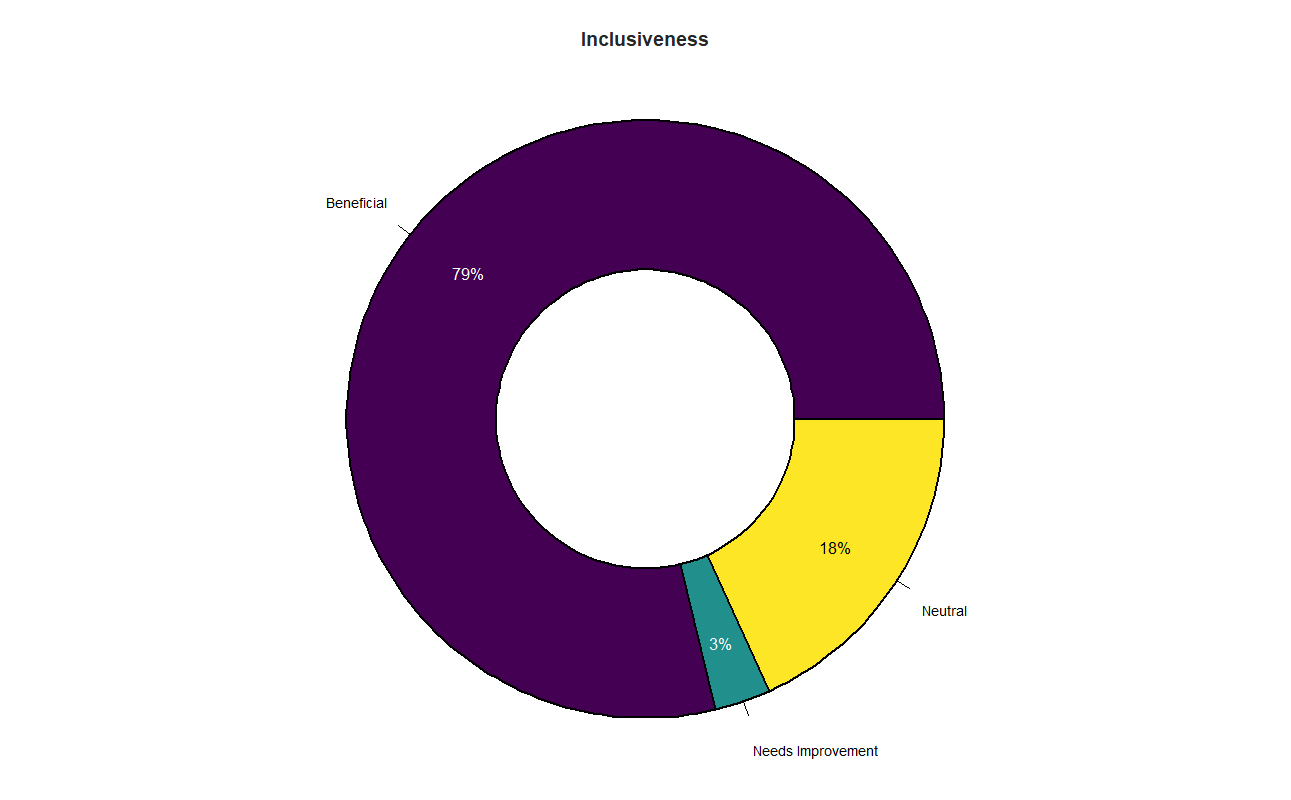 Inclusiveness
Beneficial
79%
18%
Neutral
3%
Needs Improvement